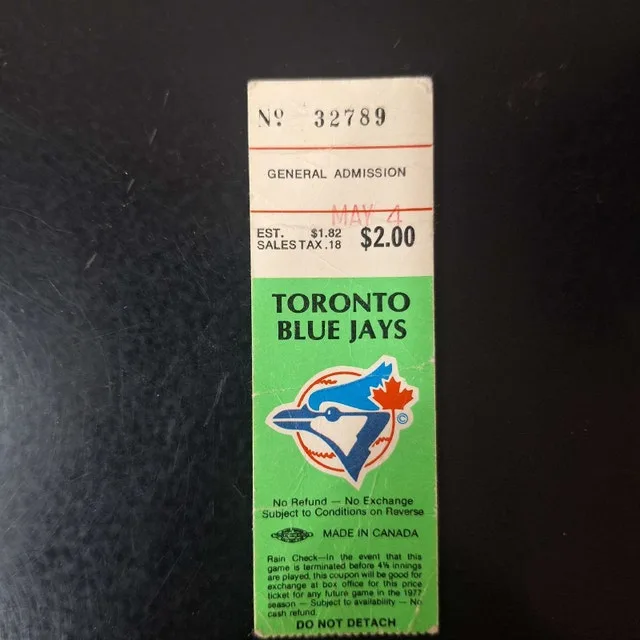 Nº 32789
GENERAL ADMISSION
MAY 4
EST. $1.82
SALES TAX .18 $2.00
TORONTO
BLUE JAYS
©
No Refund — No Exchange
Subject to Conditions on Reverse
MADE IN CANADA
Rain Check—In the event that this
game is terminated before 4½ innings
are played, this coupon will be good for
exchange at box office for this price
ticket for any future game in the 1977
season — Subject to availability — No
cash refund.
DO NOT DETACH